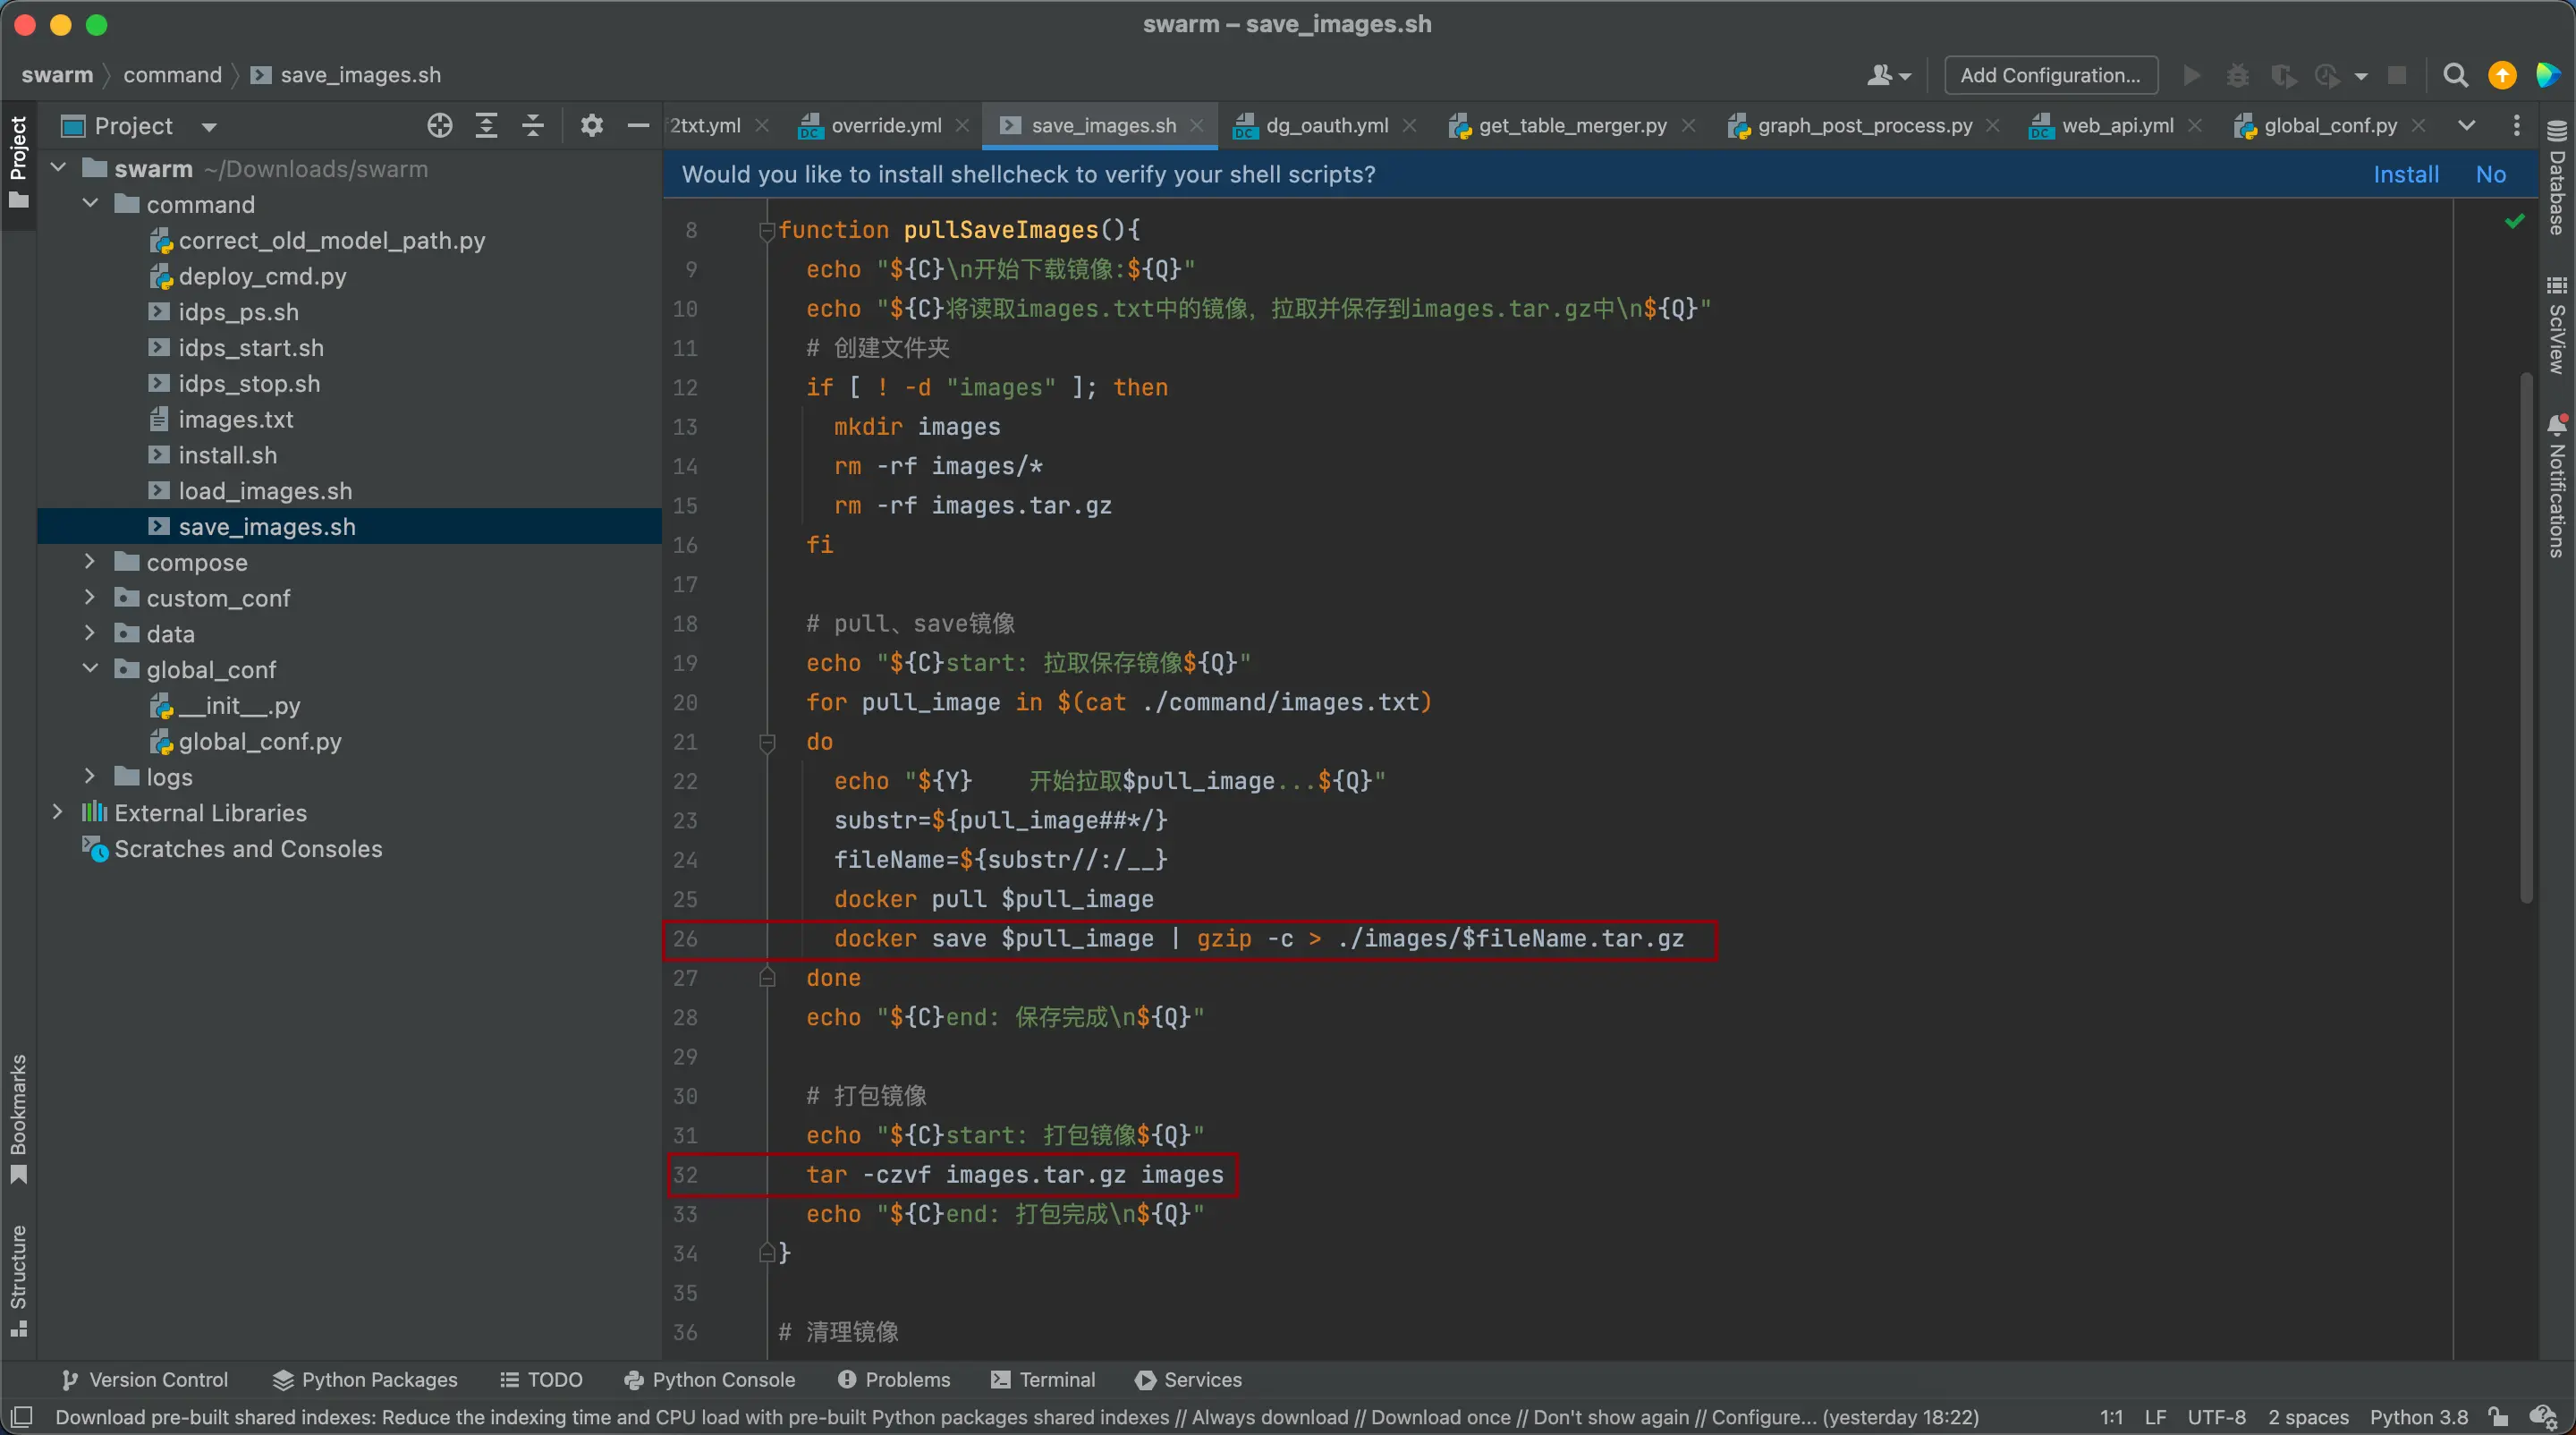 swarm – save_images.sh
swarm command save_images.sh
Add Configuration...
Project
Project
2txt.yml override.yml save_images.sh dg_oauth.yml get_table_merger.py graph_post_process.py web_api.yml global_conf.py
Would you like to install shellcheck to verify your shell scripts? Install No
swarm ~/Downloads/swarm
command
correct_old_model_path.py
deploy_cmd.py
idps_ps.sh
idps_start.sh
idps_stop.sh
images.txt
install.sh
load_images.sh
save_images.sh
compose
custom_conf
data
global_conf
__init__.py
global_conf.py
logs
External Libraries
Scratches and Consoles
8 function pullSaveImages(){
9 echo "${C}\n开始下载镜像:${Q}"
10 echo "${C}将读取images.txt中的镜像，拉取并保存到images.tar.gz中\n${Q}"
11 # 创建文件夹
12 if [ ! -d "images" ]; then
13 mkdir images
14 rm -rf images/*
15 rm -rf images.tar.gz
16 fi
17
18 # pull、save镜像
19 echo "${C}start: 拉取保存镜像${Q}"
20 for pull_image in $(cat ./command/images.txt)
21 do
22 echo "${Y}    开始拉取$pull_image...${Q}"
23 substr=${pull_image##*/}
24 fileName=${substr//:/__}
25 docker pull $pull_image
26 docker save $pull_image | gzip -c > ./images/$fileName.tar.gz
27 done
28 echo "${C}end: 保存完成\n${Q}"
29
30 # 打包镜像
31 echo "${C}start: 打包镜像${Q}"
32 tar -czvf images.tar.gz images
33 echo "${C}end: 打包完成\n${Q}"
34 }
35
36 # 清理镜像
Database
SciView
Notifications
Bookmarks
Structure
Version Control Python Packages TODO Python Console Problems Terminal Services
Download pre-built shared indexes: Reduce the indexing time and CPU load with pre-built Python packages shared indexes // Always download // Download once // Don't show again // Configure... (yesterday 18:22) 1:1 LF UTF-8 2 spaces Python 3.8